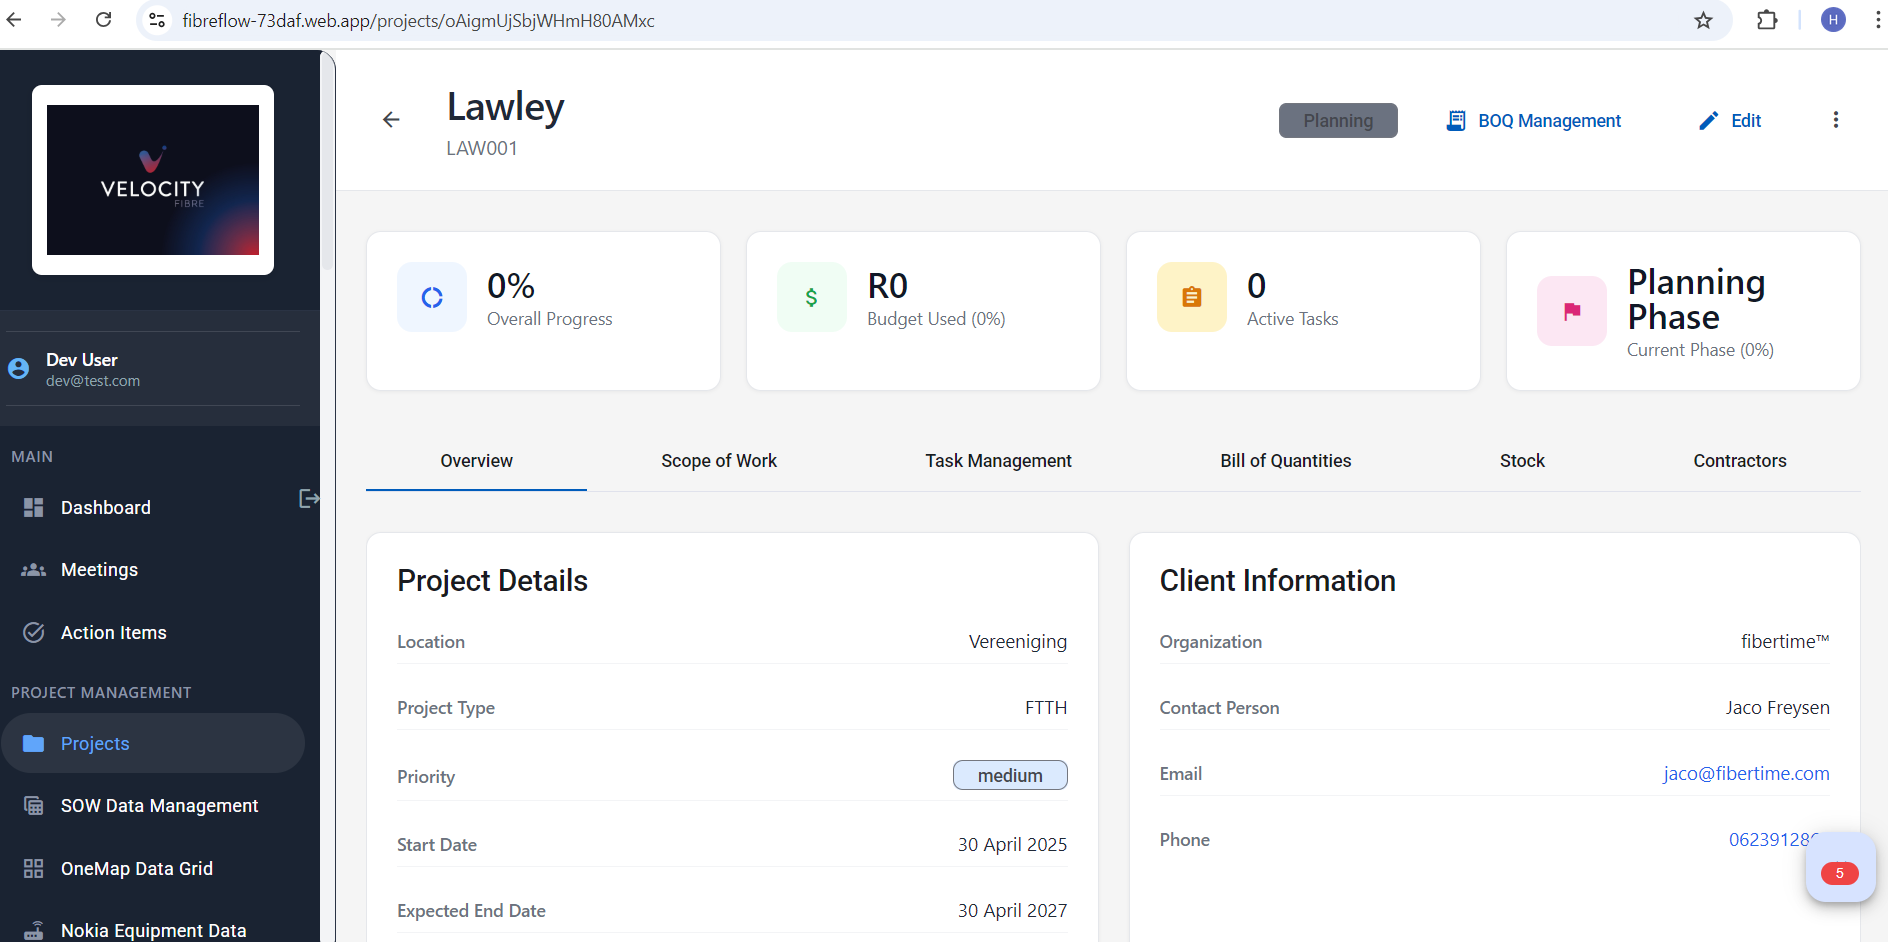 fibreflow-73daf.web.app/projects/oAigmUjSbjWHmH80AMxc
H
VELOCITY
FIBRE
Dev User
dev@test.com
MAIN
Dashboard
Meetings
Action Items
PROJECT MANAGEMENT
Projects
SOW Data Management
OneMap Data Grid
Nokia Equipment Data
Lawley
LAW001
Planning
BOQ Management
Edit
0%
Overall Progress
R0
Budget Used (0%)
0
Active Tasks
Planning
Phase
Current Phase (0%)
Overview
Scope of Work
Task Management
Bill of Quantities
Stock
Contractors
Project Details
Location
Vereeniging
Project Type
FTTH
Priority
medium
Start Date
30 April 2025
Expected End Date
30 April 2027
Client Information
Organization
fibertime™
Contact Person
Jaco Freysen
Email
jaco@fibertime.com
Phone
5